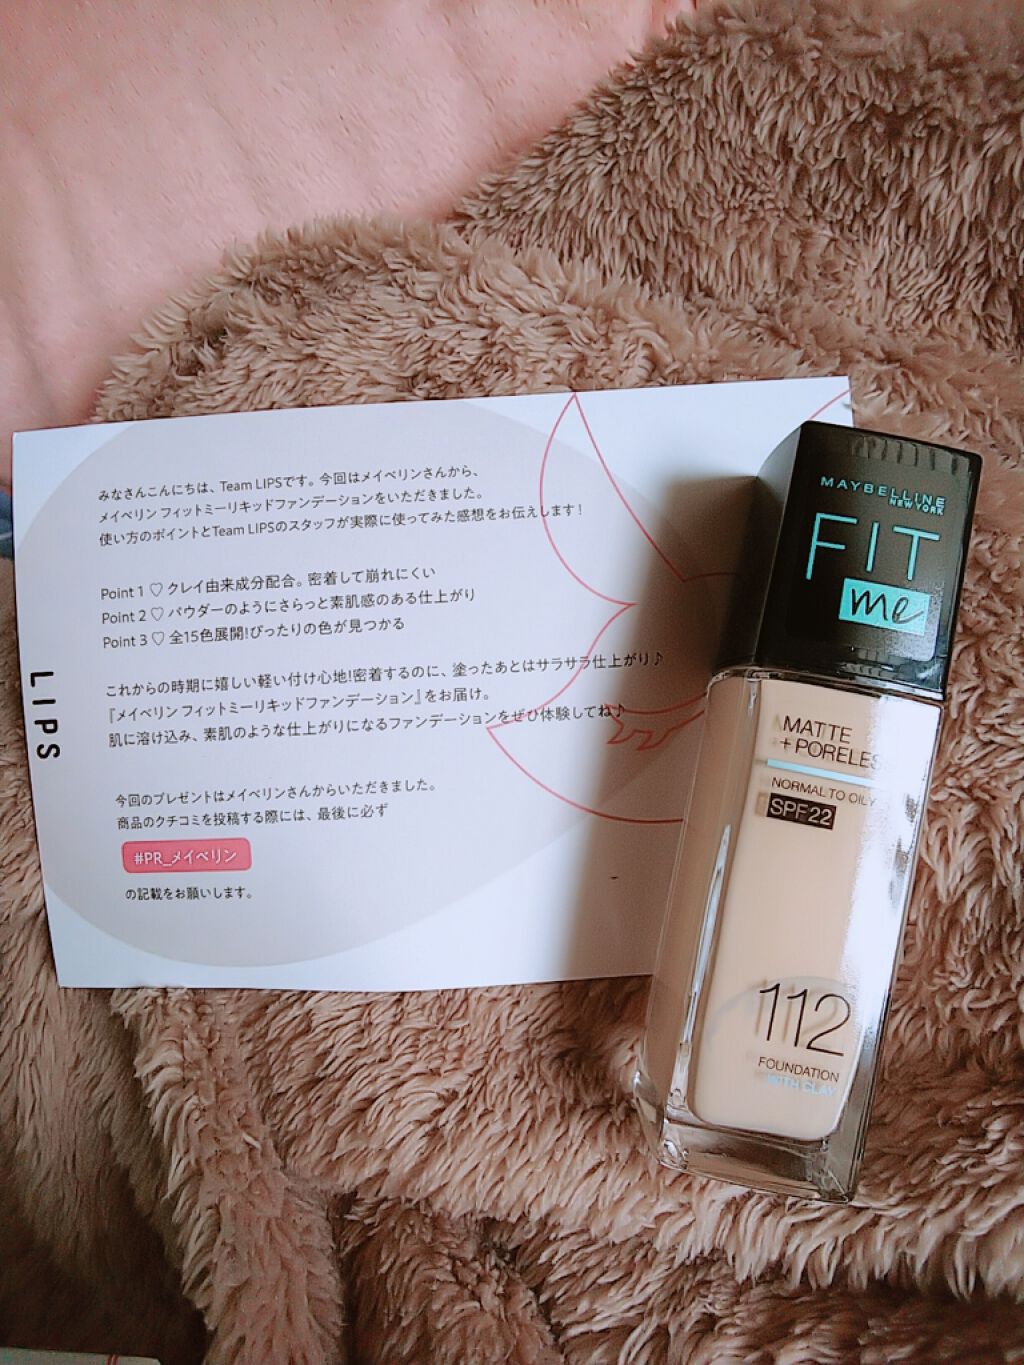 みなさんこんにちは、Team LIPSです。今回はメイベリンさんから、
メイベリン フィットミーリキッドファンデーションをいただきました。
使い方のポイントとTeam LIPSのスタッフが実際に使ってみた感想をお伝えします!
Point 1 ♡ クレイ由来成分配合。密着して崩れにくい
Point 2 ♡ パウダーのようにさらっと素肌感のある仕上がり
Point 3 ♡ 全15色展開!ぴったりの色が見つかる
これからの時期に嬉しい軽い付け心地!密着するのに、塗ったあとはサラサラ仕上がり♪
『メイベリン フィットミーリキッドファンデーション』をお届け。
肌に溶け込み、素肌のような仕上がりになるファンデーションをぜひ体験してね♪
今回のプレゼントはメイベリンさんからいただきました。
商品のクチコミを投稿する際には、最後に必ず
#PR_メイベリン
の記載をお願いします。
LIPS
MAYBELLINE
NEW YORK
FIT
me
MATTE
+PORELES
NORMAL TO OILY
SPF 22
112
FOUNDATION
WITH CLAY